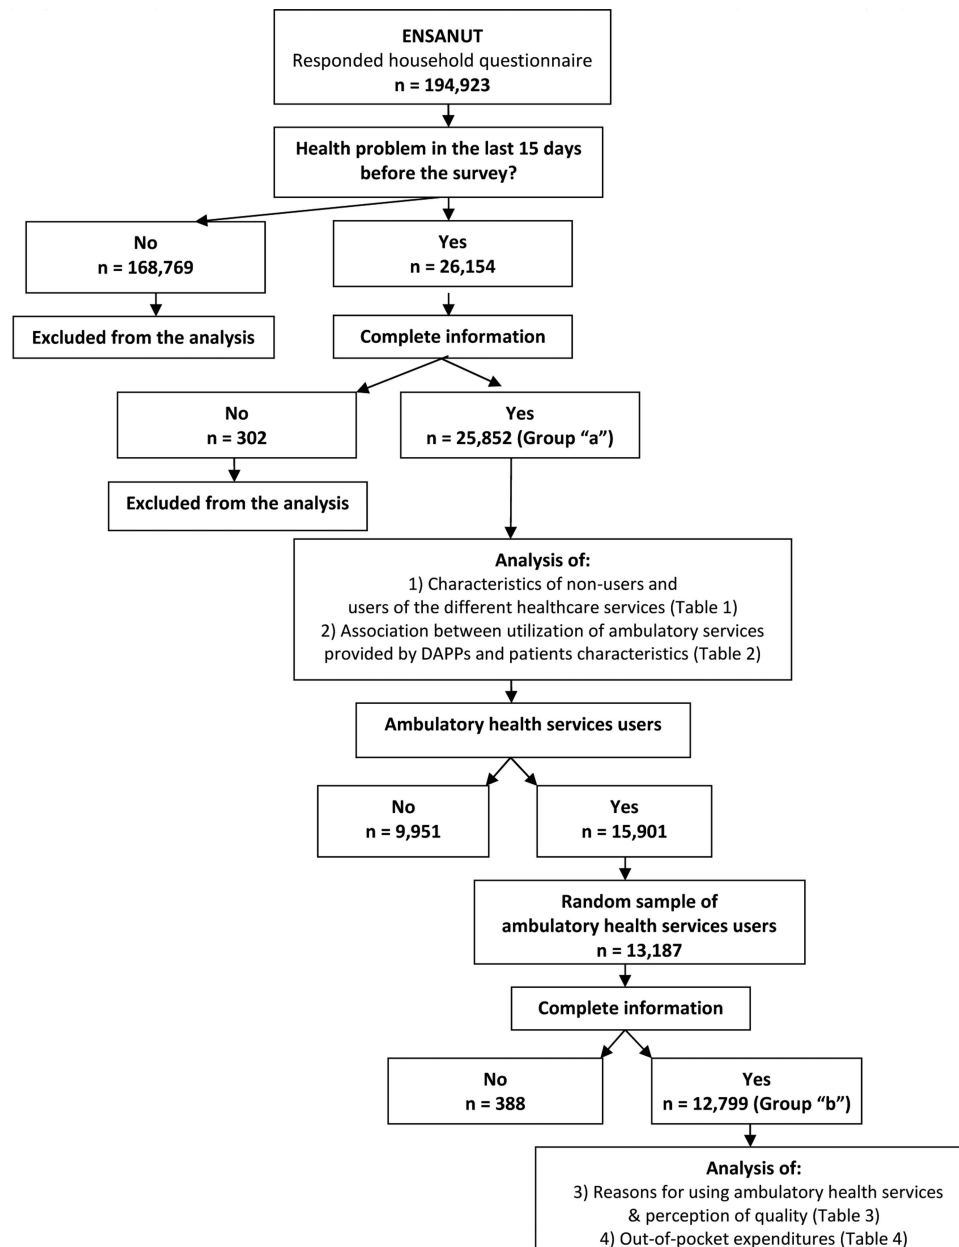 ENSANUT
Responded household questionnaire
n = 194,923
Health problem in the last 15 days
before the survey?
No
n = 168,769
Yes
n = 26,154
Excluded from the analysis
Complete information
No
n = 302
Yes
n = 25,852 (Group “a”)
Excluded from the analysis
Analysis of:
1) Characteristics of non-users and
users of the different healthcare services (Table 1)
2) Association between utilization of ambulatory services
provided by DAPPs and patients characteristics (Table 2)
Ambulatory health services users
No
n = 9,951
Yes
n = 15,901
Random sample of
ambulatory health services users
n = 13,187
Complete information
No
n = 388
Yes
n = 12,799 (Group “b”)
Analysis of:
3) Reasons for using ambulatory health services
& perception of quality (Table 3)
4) Out-of-pocket expenditures (Table 4)